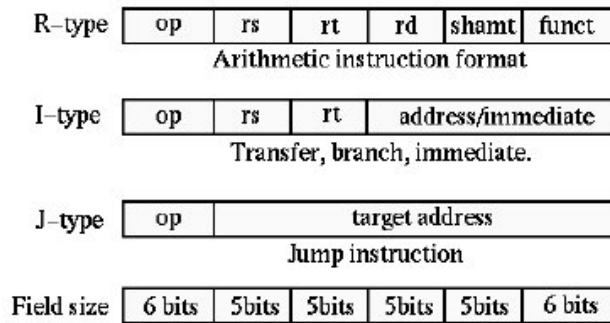 R-type op rs rt rd shamt funct
Arithmetic instruction format
I-type op rs rt address/immediate
Transfer, branch, immediate.
J-type op target address
Jump instruction
Field size 6 bits 5bits 5bits 5bits 5bits 6 bits